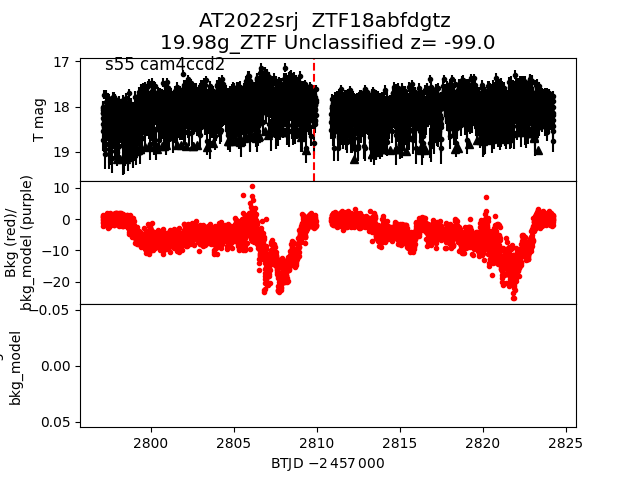 AT2022srj ZTF18abfdgtz
19.98g_ZTF Unclassified z= -99.0
s55 cam4ccd2
17
18
19
T mag
10
0
−10
−20
Bkg (red)/
bkg_model (purple)
−0.05
0.00
0.05
bkg_model
2800 2805 2810 2815 2820 2825
BTJD −2 457 000